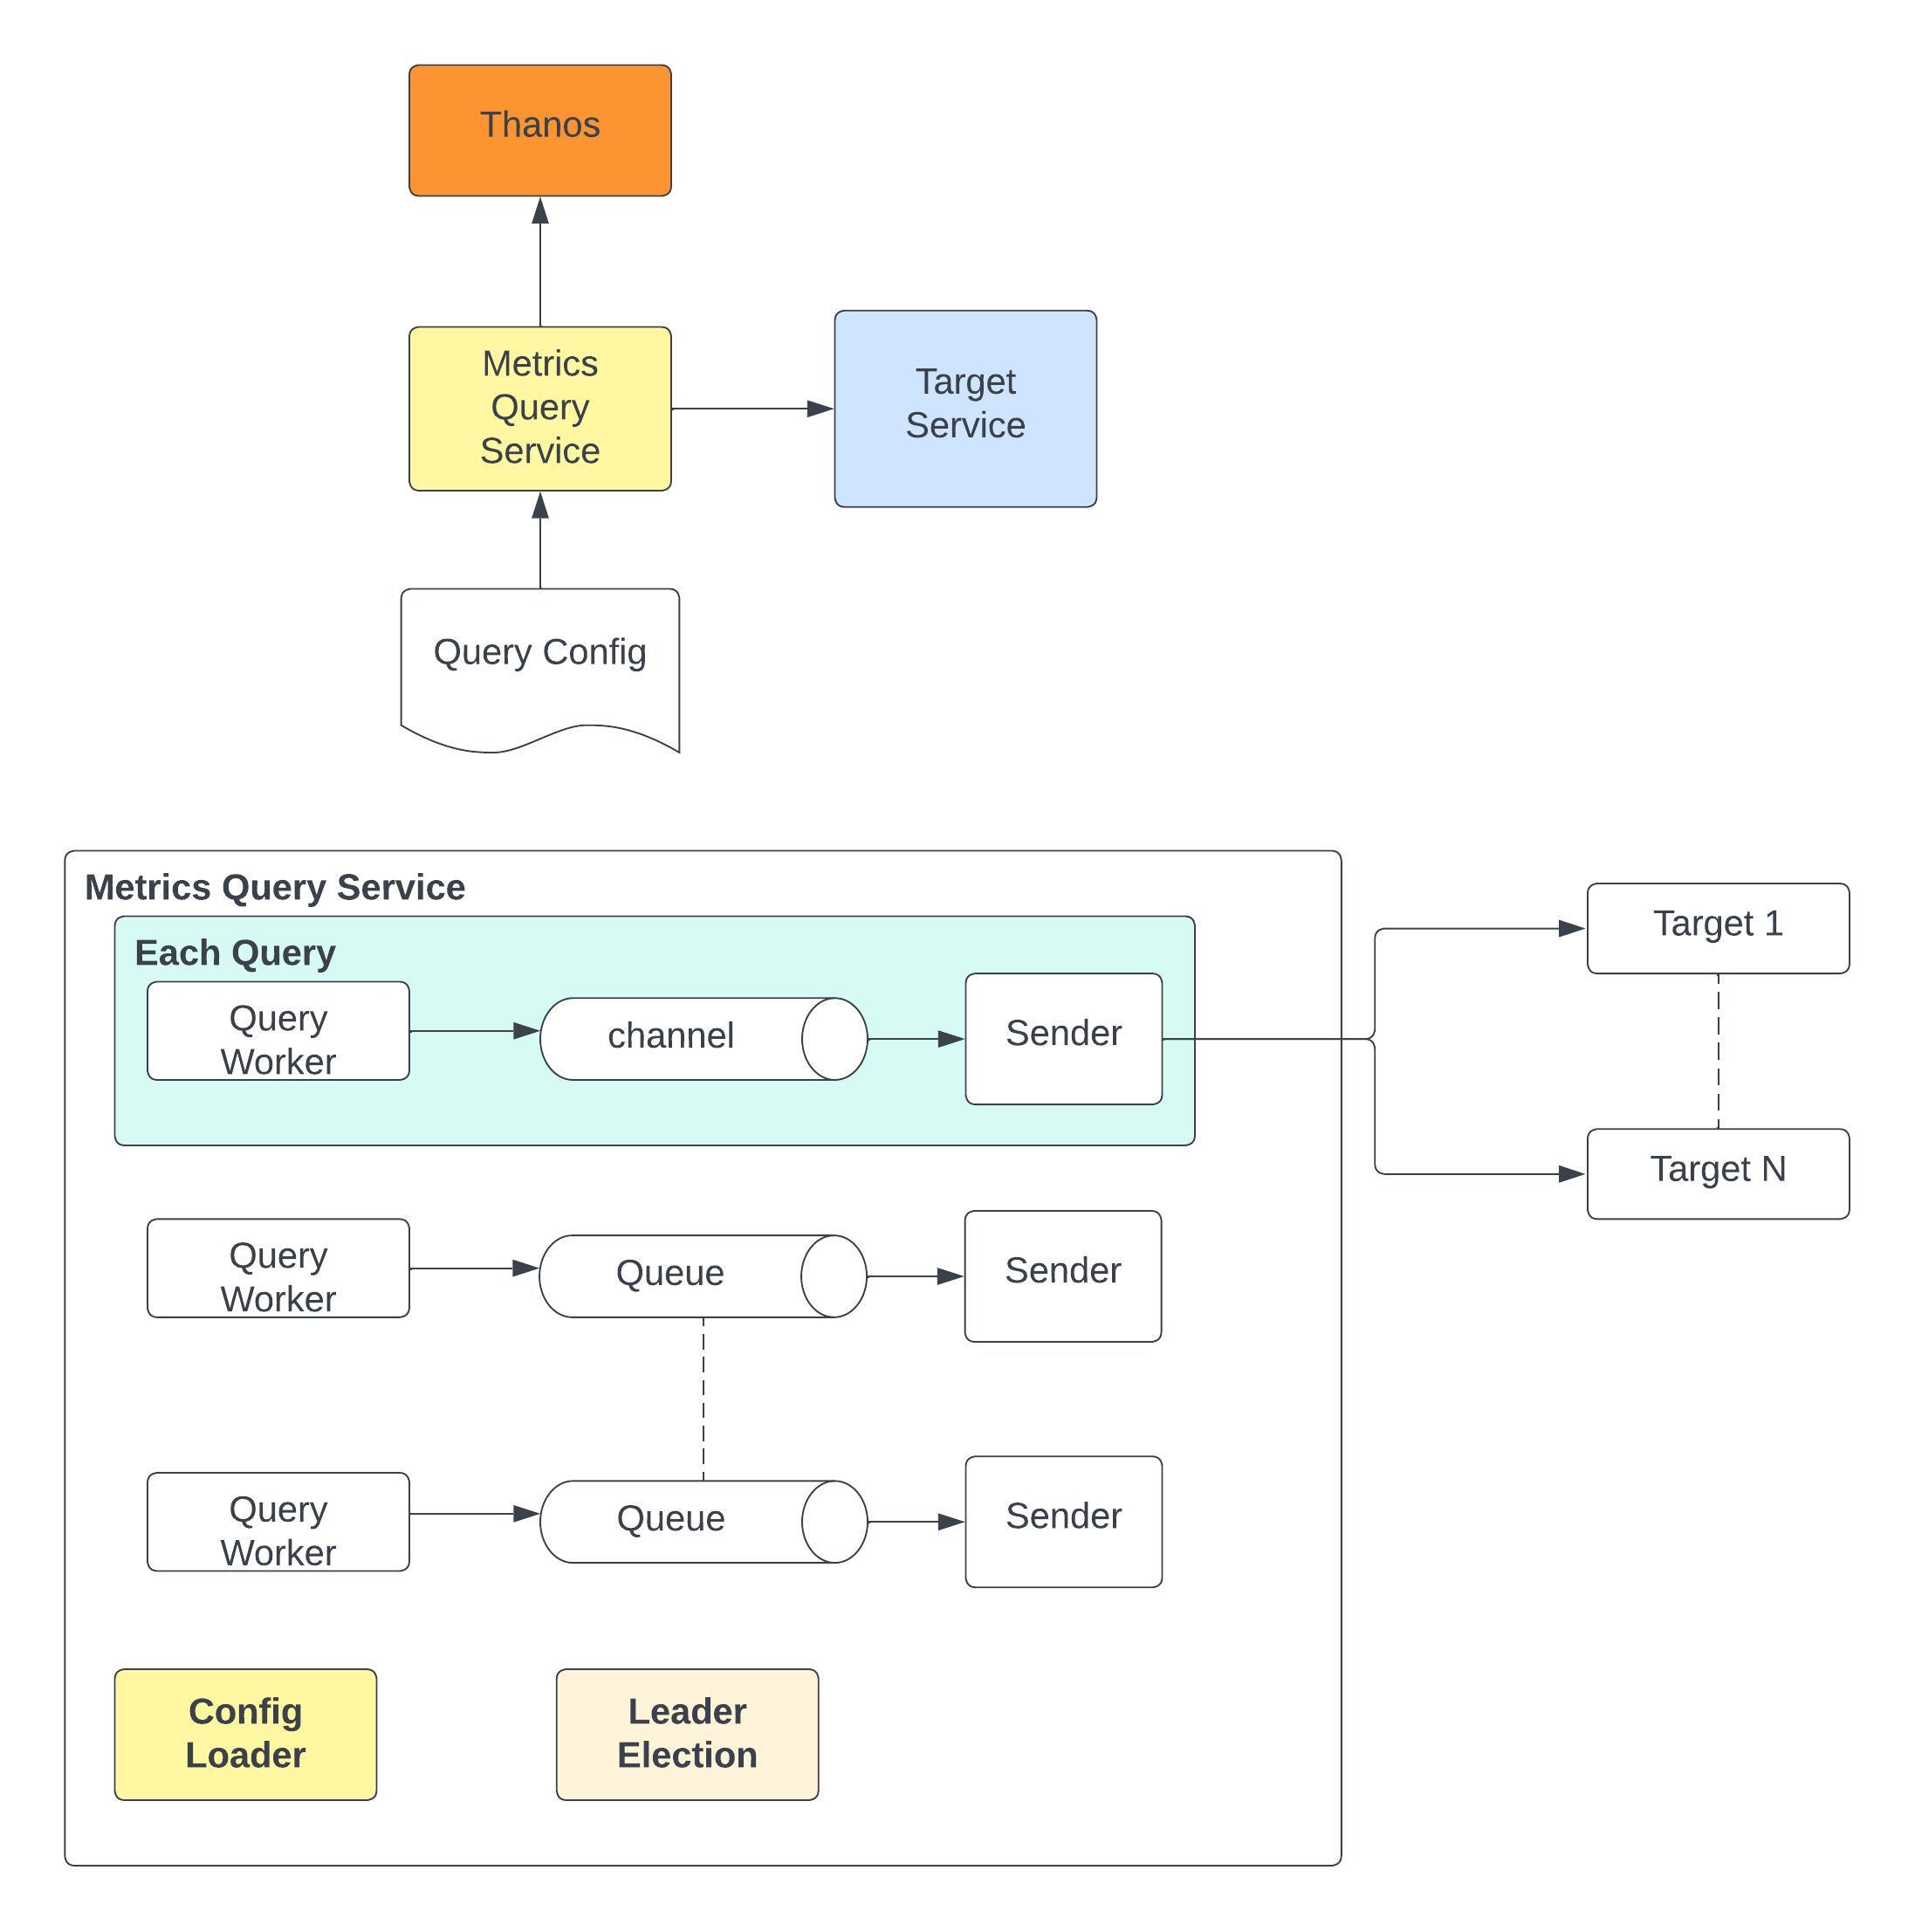 Thanos
Metrics
Query
Service
Target
Service
Query Config
Metrics Query Service
Each Query
Query
Worker
channel
Sender
Target 1
Target N
Query
Worker
Queue
Sender
Query
Worker
Queue
Sender
Config
Loader
Leader
Election